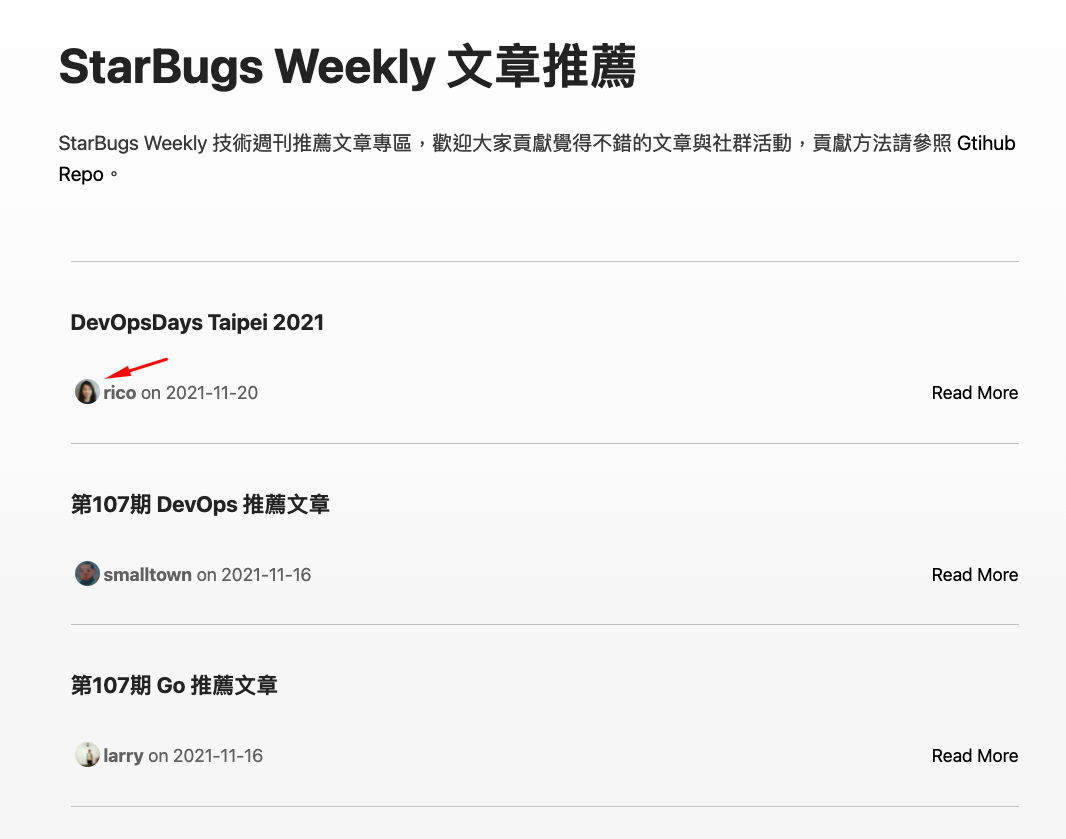 StarBugs Weekly 文章推薦
StarBugs Weekly 技術週刊推薦文章專區，歡迎大家貢獻覺得不錯的文章與社群活動，貢獻方法請參照 Gtihub
Repo。
DevOpsDays Taipei 2021
rico on 2021-11-20 Read More
第107期 DevOps 推薦文章
smalltown on 2021-11-16 Read More
第107期 Go 推薦文章
larry on 2021-11-16 Read More